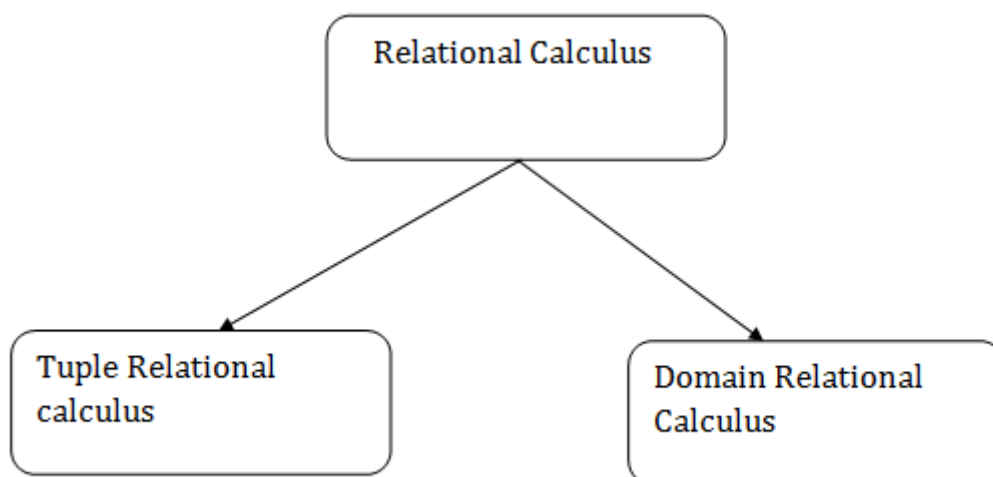 Relational Calculus
Tuple Relational
calculus
Domain Relational
Calculus